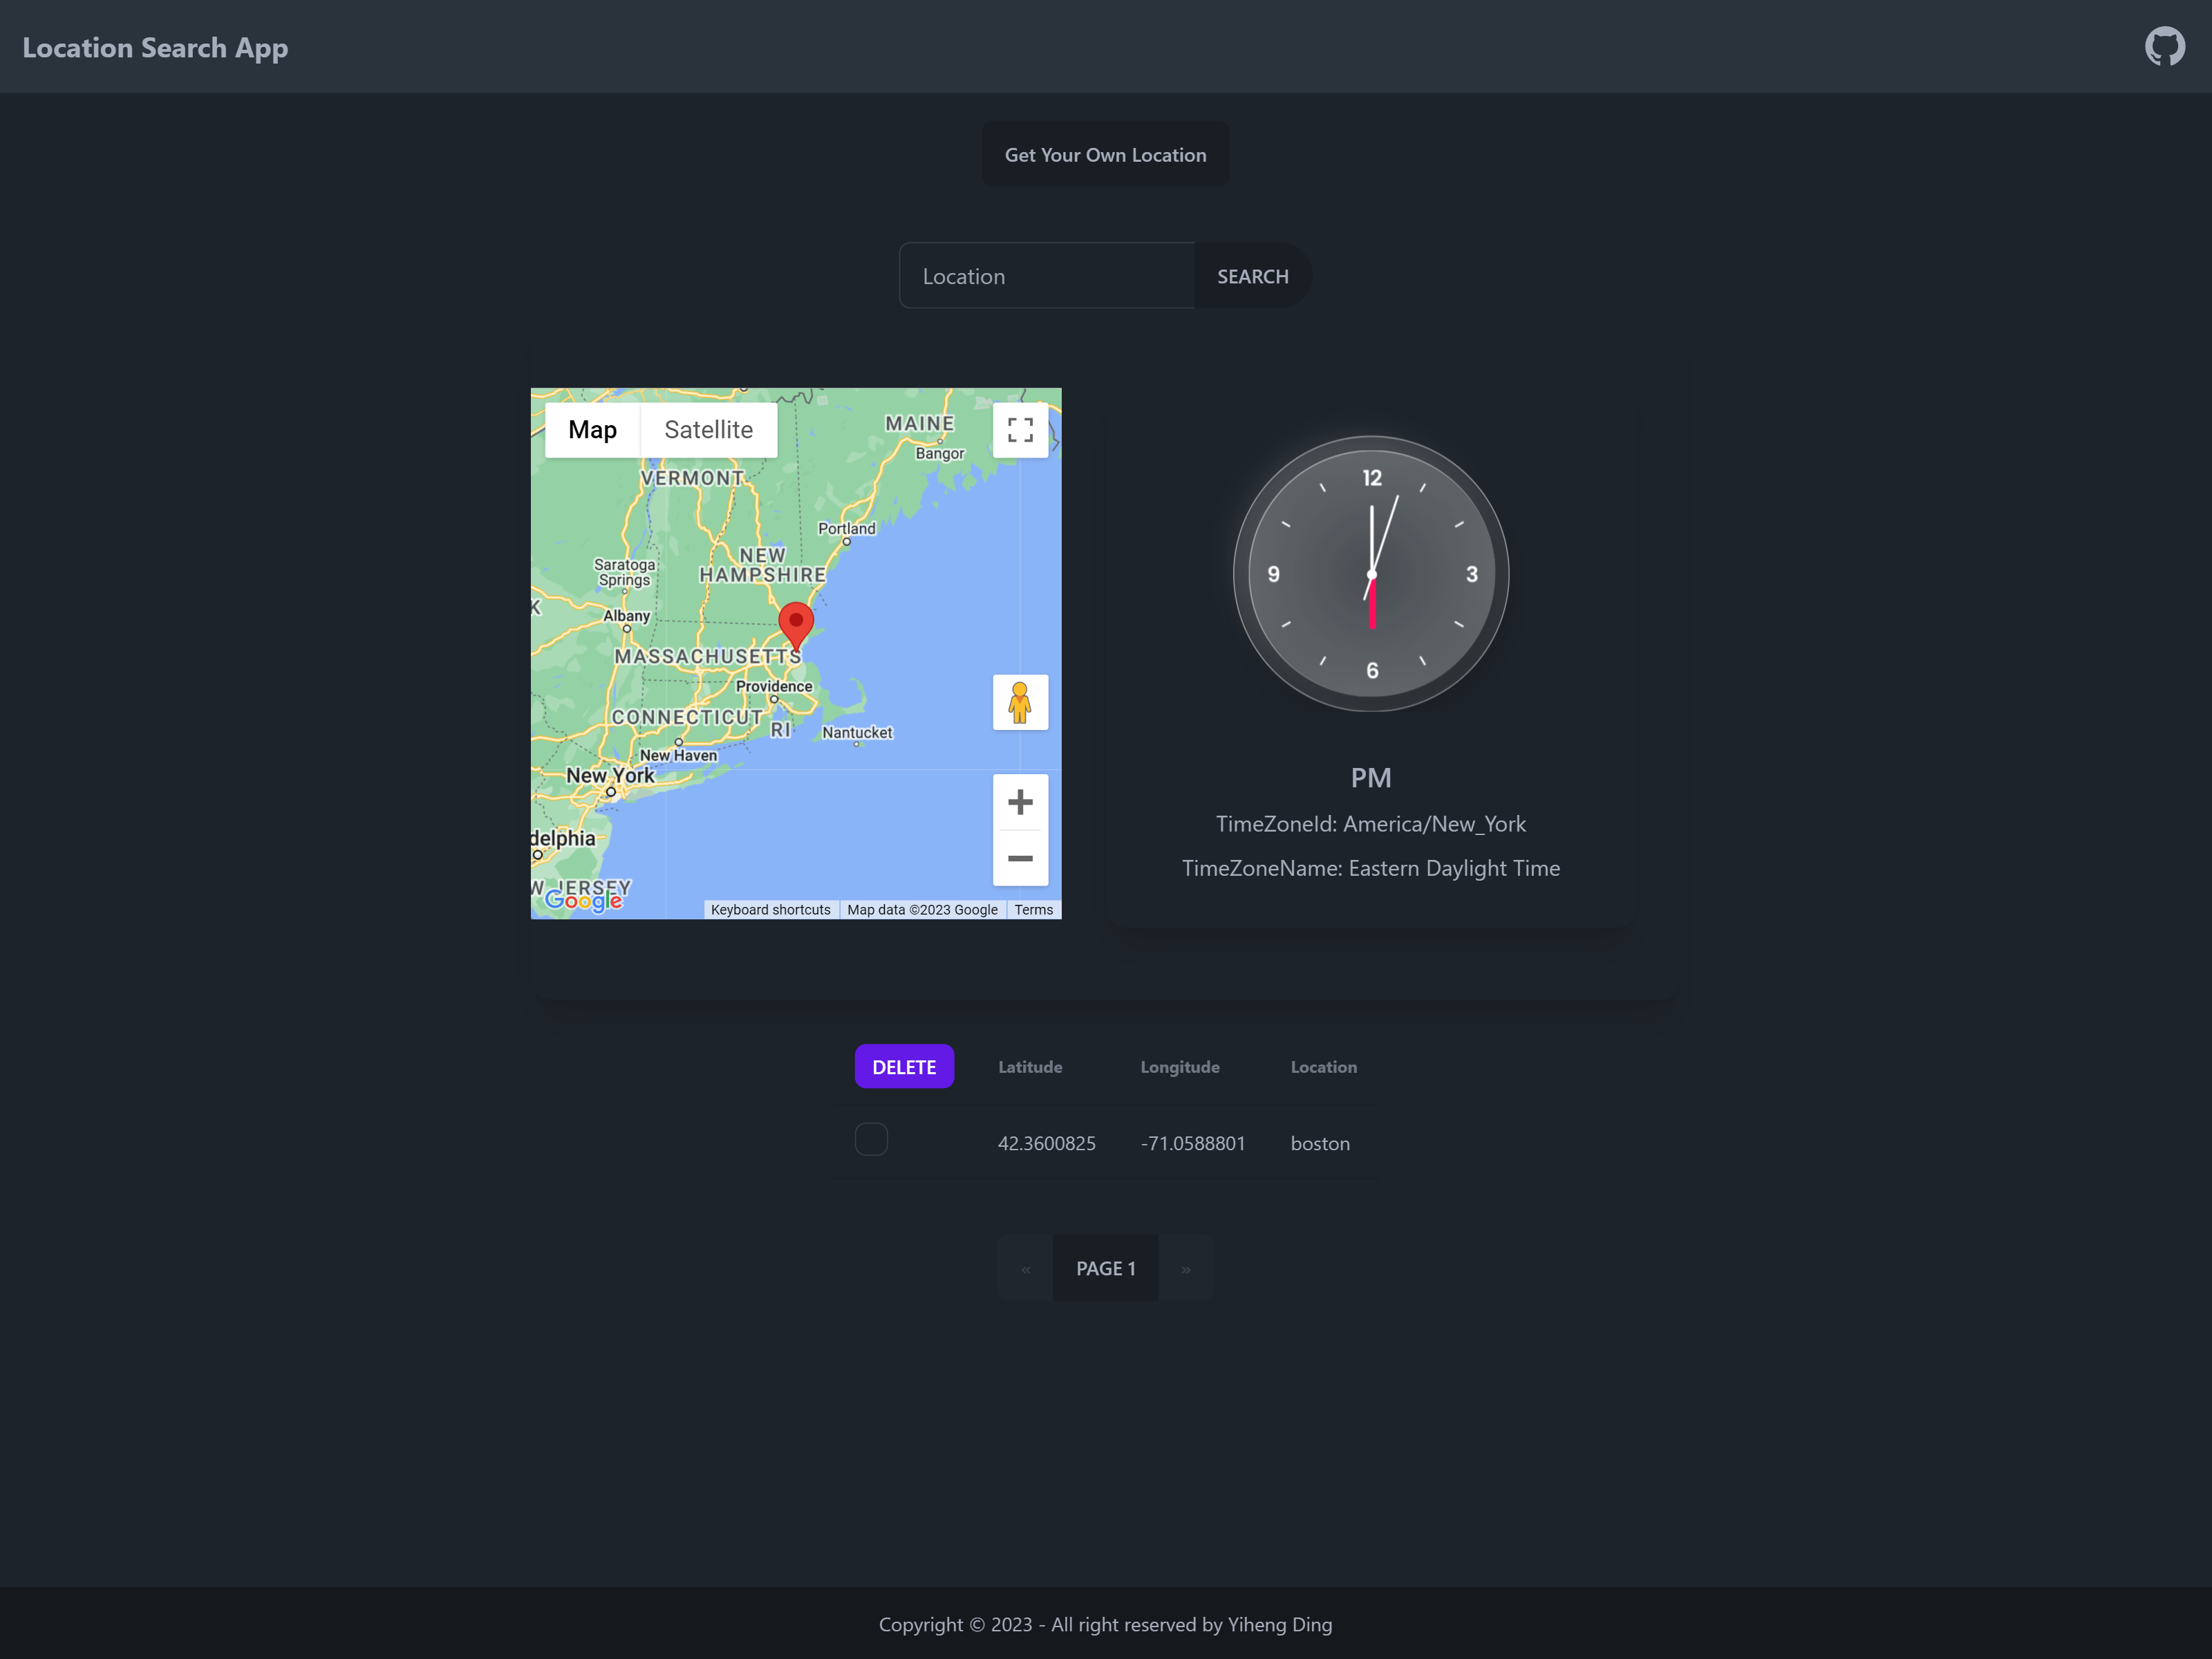 Location Search App
Get Your Own Location
Location
SEARCH
Map
Satellite
MAINE
Bangor
VERMONT
Portland
NEW
HAMPSHIRE
Saratoga
Springs
K
Albany
MASSACHUSETTS
Providence
CONNECTICUT
RI
Nantucket
New Haven
New York
delphia
W JERSEY
Google
Keyboard shortcuts
Map data ©2023 Google
Terms
12
9
3
6
PM
TimeZoneId: America/New_York
TimeZoneName: Eastern Daylight Time
DELETE Latitude Longitude Location
42.3600825 -71.0588801 boston
« PAGE 1 »
Copyright © 2023 - All right reserved by Yiheng Ding